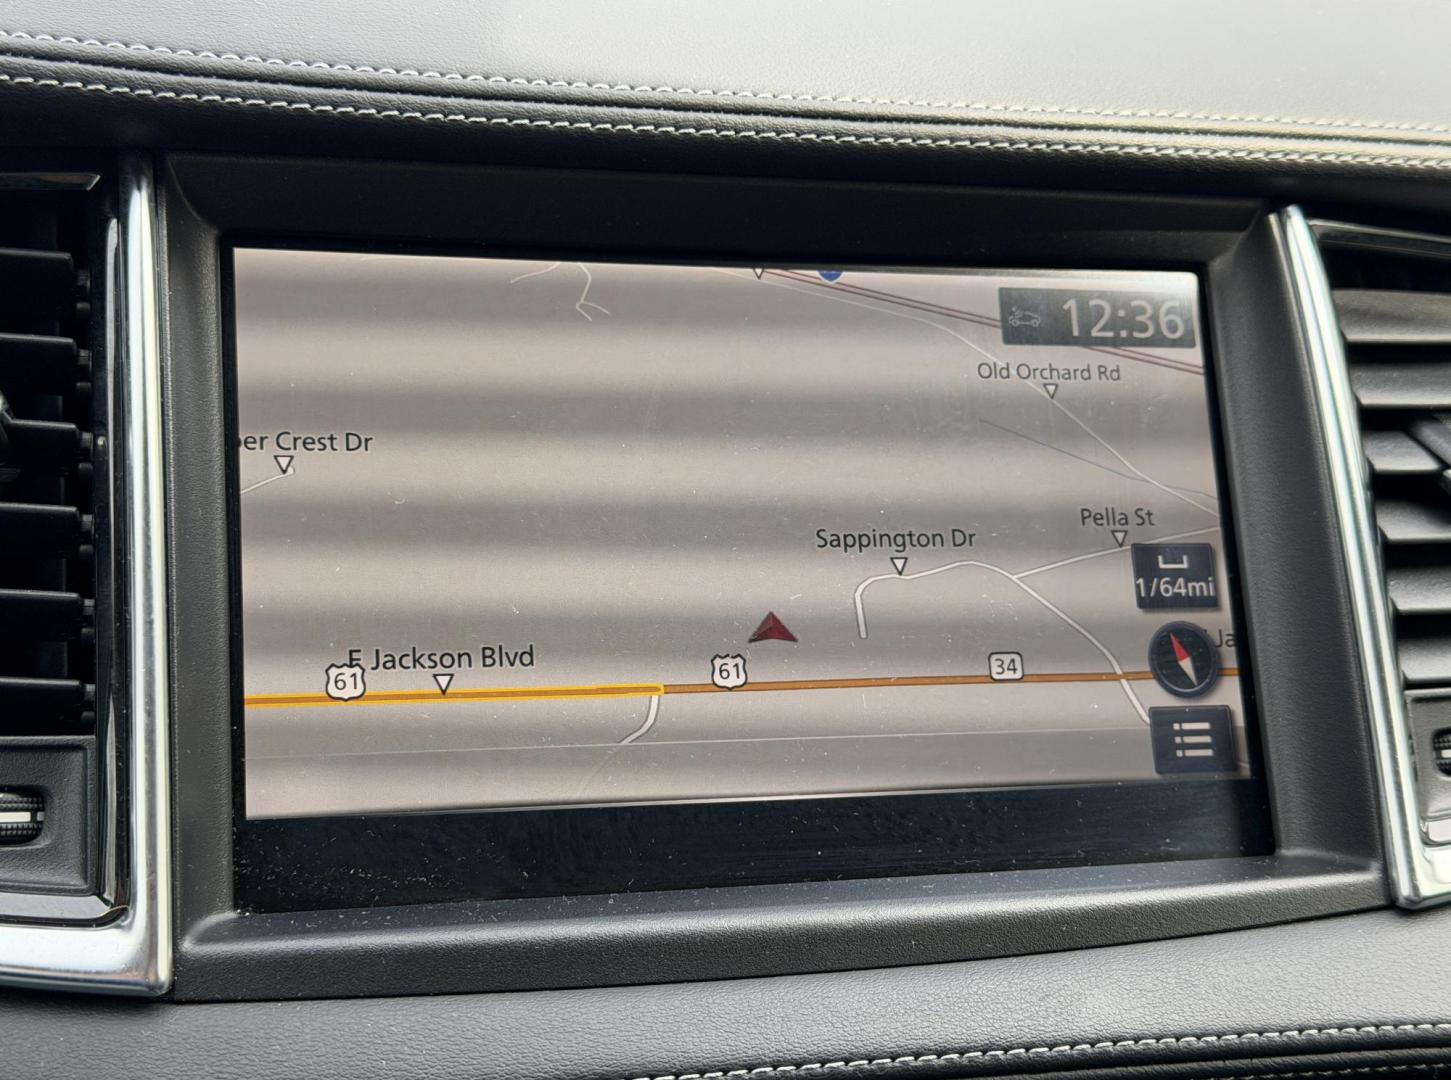 12:36
Old Orchard Rd
er Crest Dr
Pella St
Sappington Dr
1/64mi
E Jackson Blvd
61
61
34
Ja